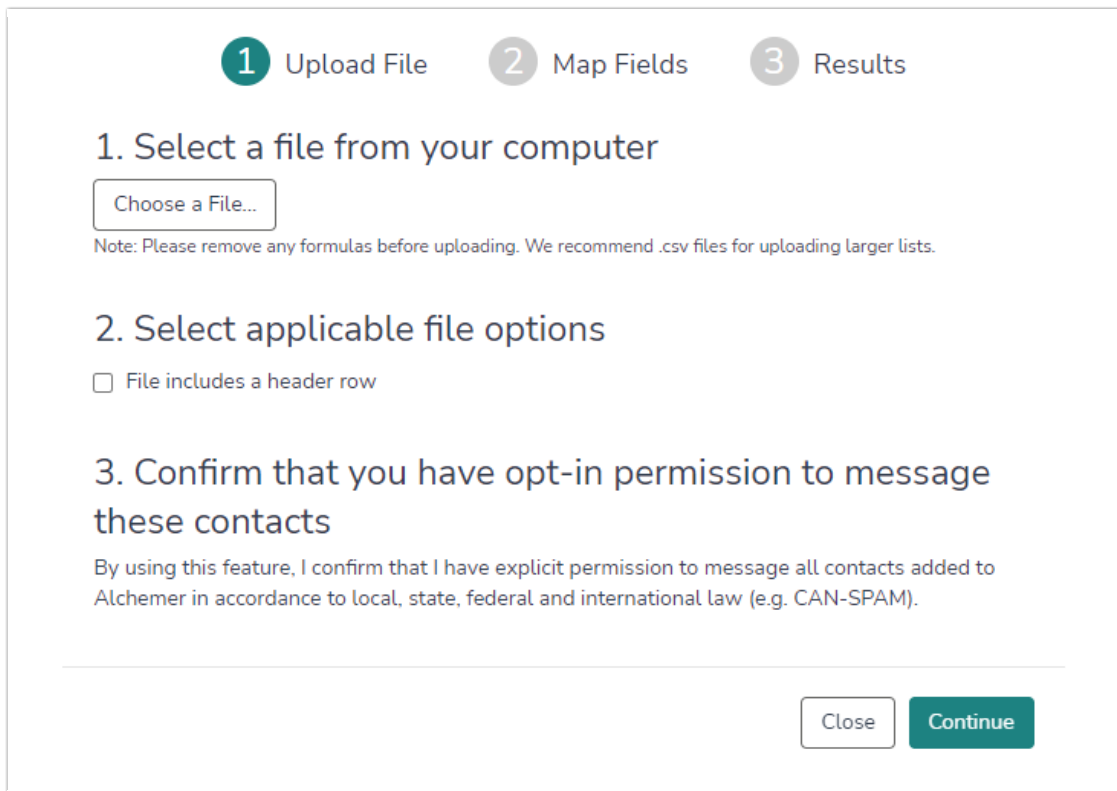 1 Upload File 2 Map Fields 3 Results
1. Select a file from your computer
Choose a File...
Note: Please remove any formulas before uploading. We recommend .csv files for uploading larger lists.
2. Select applicable file options
File includes a header row
3. Confirm that you have opt-in permission to message
these contacts
By using this feature, I confirm that I have explicit permission to message all contacts added to
Alchemer in accordance to local, state, federal and international law (e.g. CAN-SPAM).
Close Continue